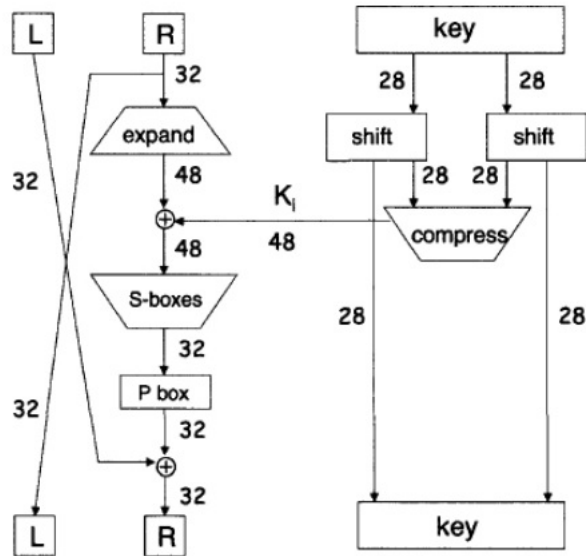 L R key
32 28 28
expand shift shift
32 48 28 28
K_i
48 48 compress
S-boxes
32 28 28
P box
32 32
32
L R key